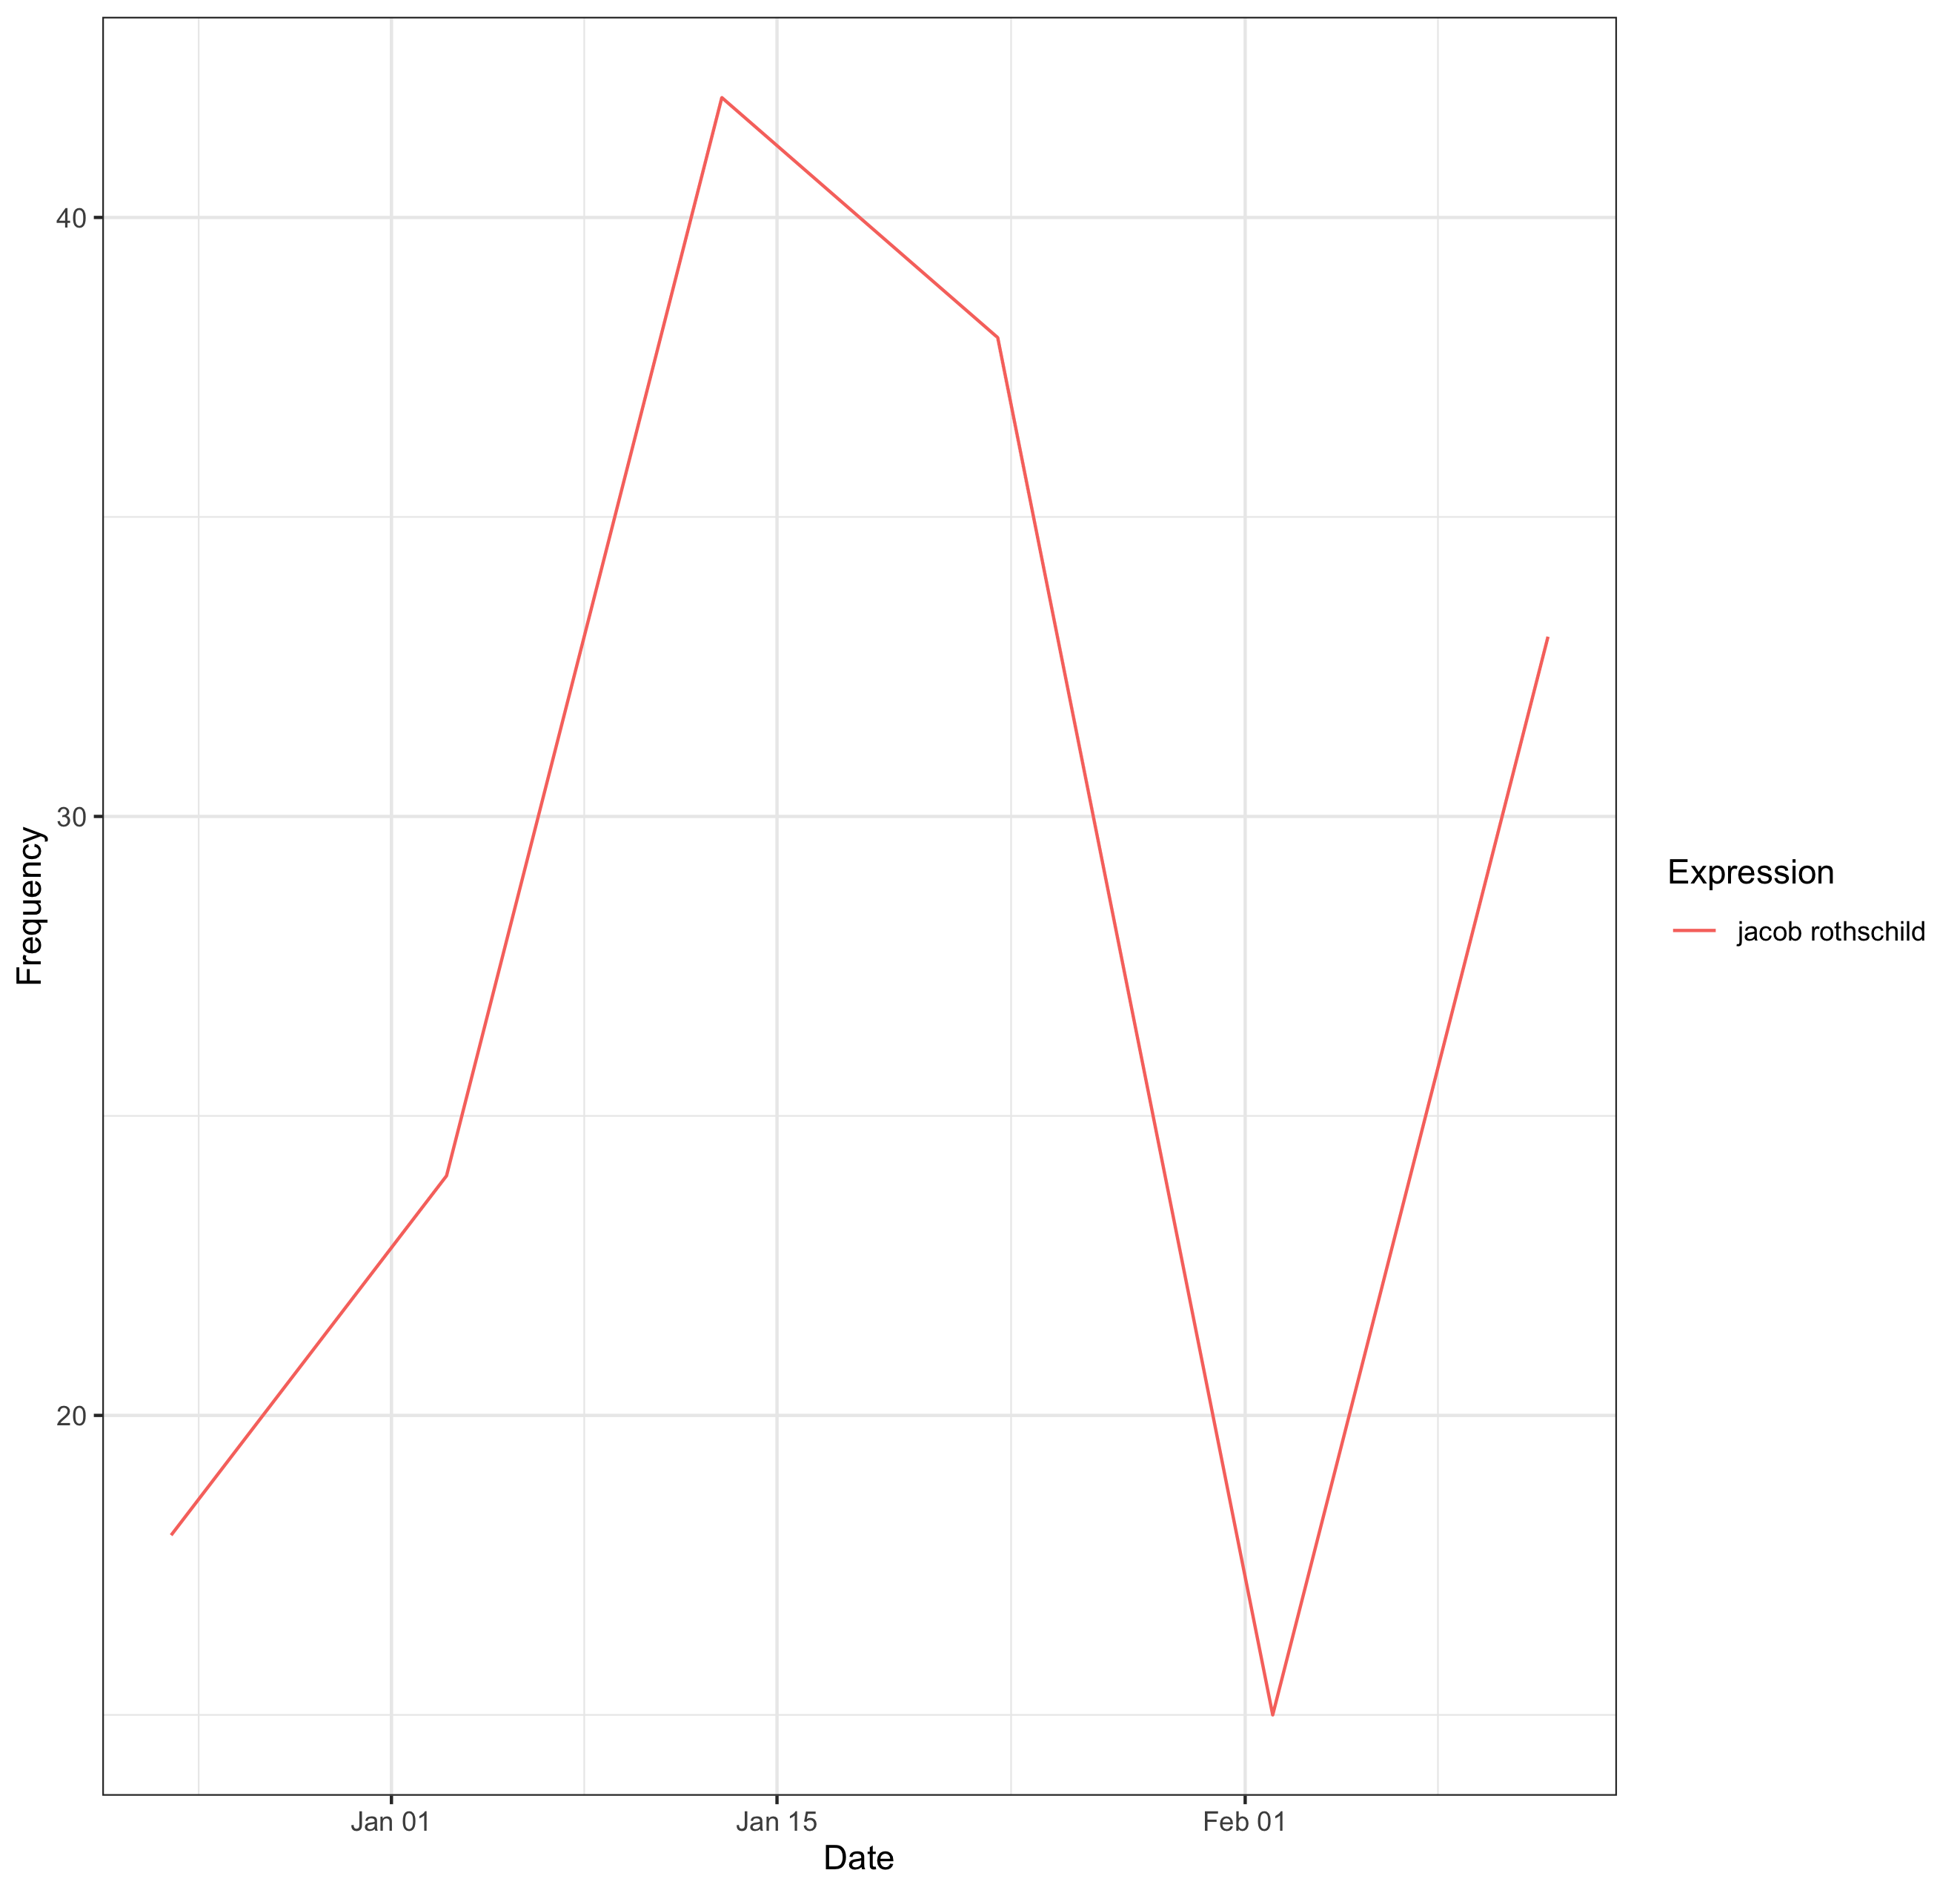 Frequency
40
30
20
Jan 01
Jan 15
Feb 01
Date
Expression
jacob rothschild